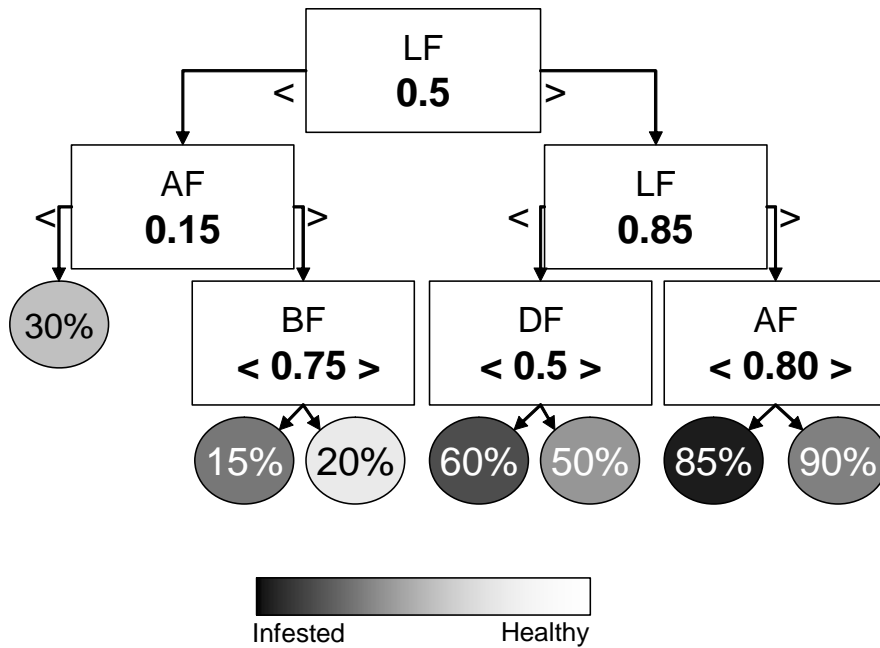 LF
0.5
< >
AF
0.15
< >
LF
0.85
< >
30%
BF
< 0.75 >
DF
< 0.5 >
AF
< 0.80 >
15% 20% 60% 50% 85% 90%
Infested Healthy